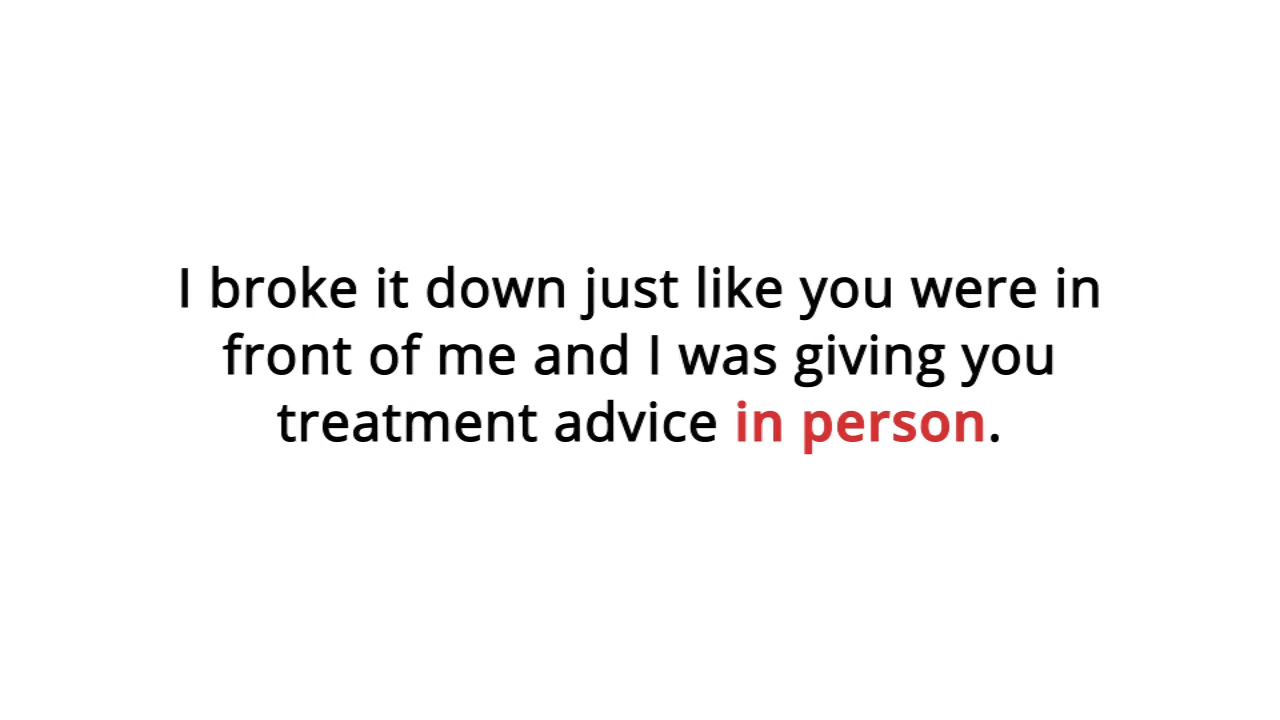 I broke it down just like you were in
front of me and I was giving you
treatment advice in person.